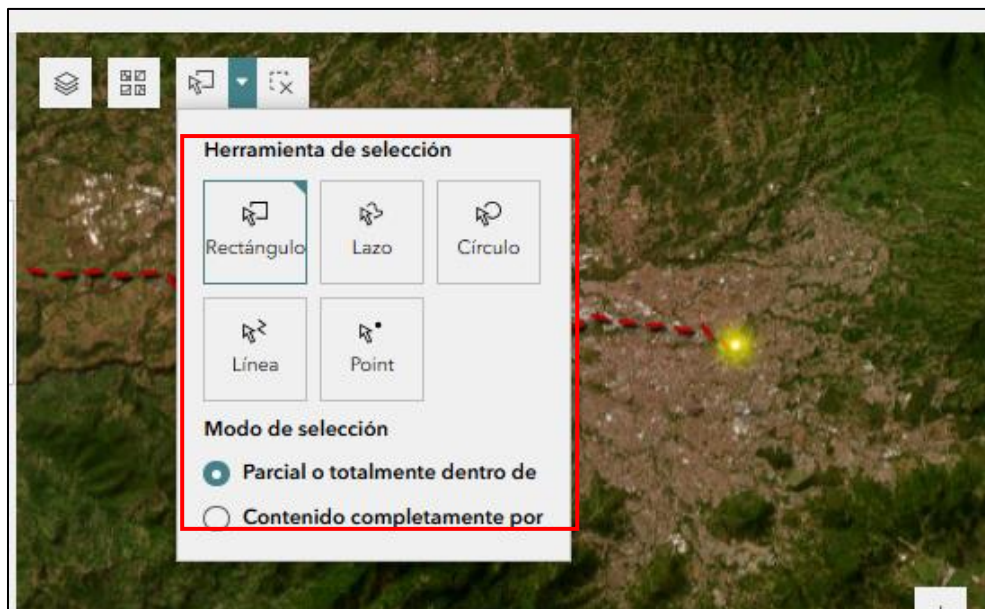 Herramienta de selección
Rectángulo Lazo Círculo
Línea Point
Modo de selección
Parcial o totalmente dentro de
Contenido completamente por